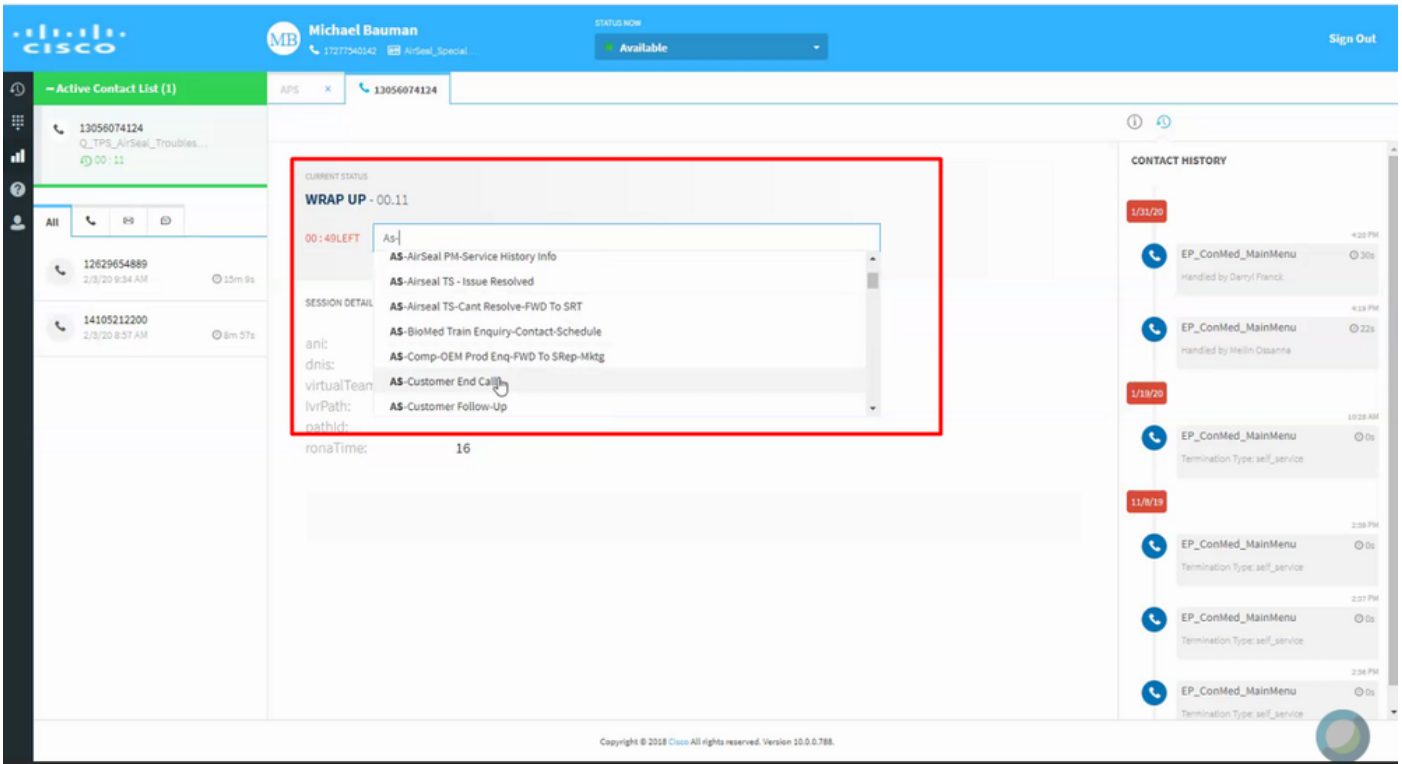 CISCO
MB
Michael Bauman
17277540142 AirSeal_Special...
STATUS NOW
Available
Sign Out
Active Contact List (1)
13056074124
Q_TPS_AirSeal_Troubles...
00 : 11
All
12629654889
2/3/20 9:34 AM 15m 9s
14105212200
2/3/20 8:57 AM 8m 57s
APS x 13056074124
CURRENT STATUS
WRAP UP - 00.11
00 : 49LEFT As-
AS-AirSeal PM-Service History Info
AS-Airseal TS - Issue Resolved
AS-Airseal TS-Cant Resolve-FWD To SRT
AS-BioMed Train Enquiry-Contact-Schedule
AS-Comp-OEM Prod Enq-FWD To SRep-Mktg
AS-Customer End Call
AS-Customer Follow-Up
SESSION DETAIL
ani:
dnis:
virtualTeam
IvrPath:
pathId:
ronaTime: 16
CONTACT HISTORY
1/31/20
4:20 PM
EP_ConMed_MainMenu 30s
Handled by Darryl Franck
4:19 PM
EP_ConMed_MainMenu 22s
Handled by Meilin Ossanna
1/19/20
10:28 AM
EP_ConMed_MainMenu 0s
Termination Type: self_service
11/8/19
2:39 PM
EP_ConMed_MainMenu 0s
Termination Type: self_service
2:37 PM
EP_ConMed_MainMenu 0s
Termination Type: self_service
2:36 PM
EP_ConMed_MainMenu 0s
Termination Type: self_service
Copyright © 2018 Cisco All rights reserved. Version 10.0.0.788.